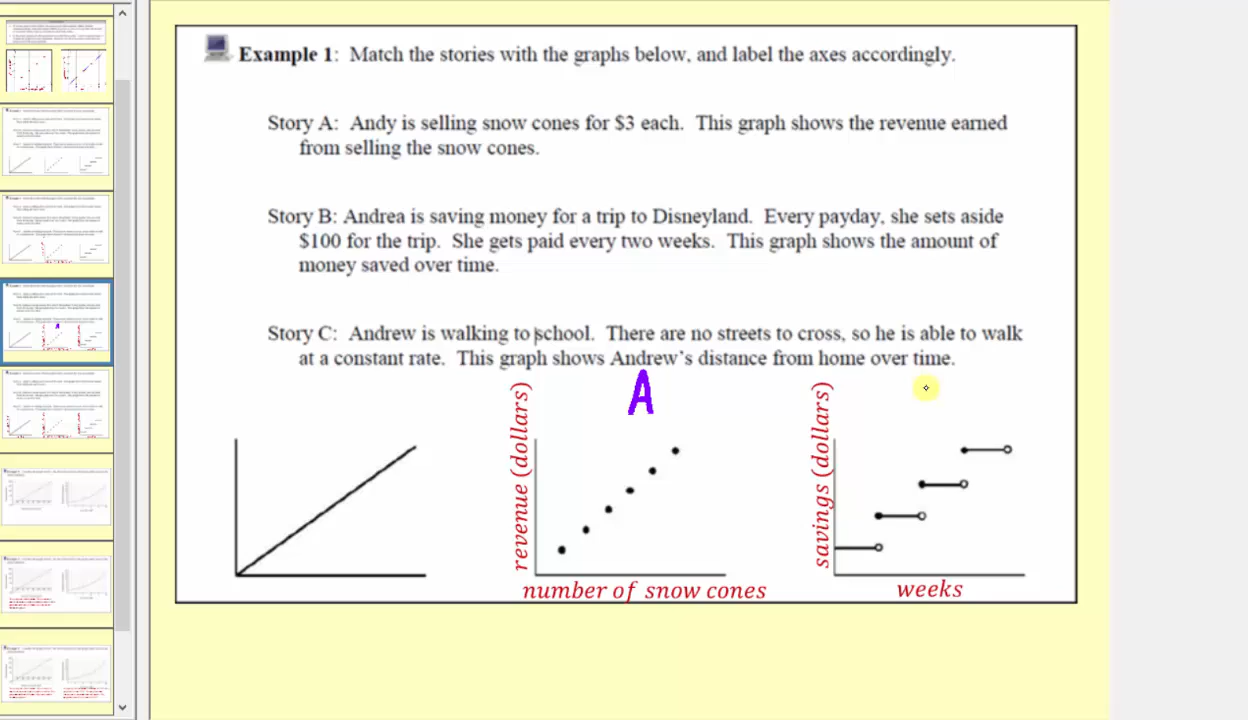 Example 1:  Match the stories with the graphs below, and label the axes accordingly.
Story A:  Andy is selling snow cones for $3 each.  This graph shows the revenue earned
from selling the snow cones.
Story B: Andrea is saving money for a trip to Disneyland.  Every payday, she sets aside
$100 for the trip.  She gets paid every two weeks.  This graph shows the amount of
money saved over time.
Story C:  Andrew is walking to school.  There are no streets to cross, so he is able to walk
at a constant rate.  This graph shows Andrew's distance from home over time.
A
revenue (dollars)
number of snow cones
savings (dollars)
weeks